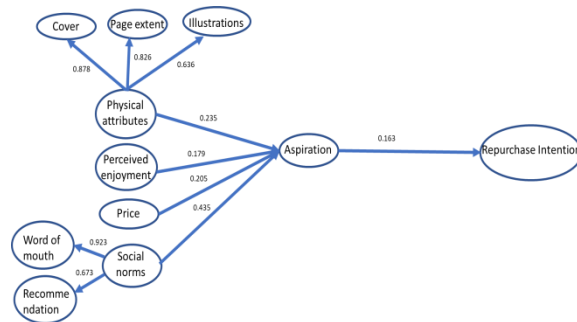 Cover
Page extent
Illustrations
0.878
0.826
0.636
Physical
attributes
0.235
Perceived
enjoyment
0.179
Aspiration
0.163
Repurchase Intention
0.205
Price
0.435
Word of
mouth
0.923
Social
norms
0.673
Recomme
ndation